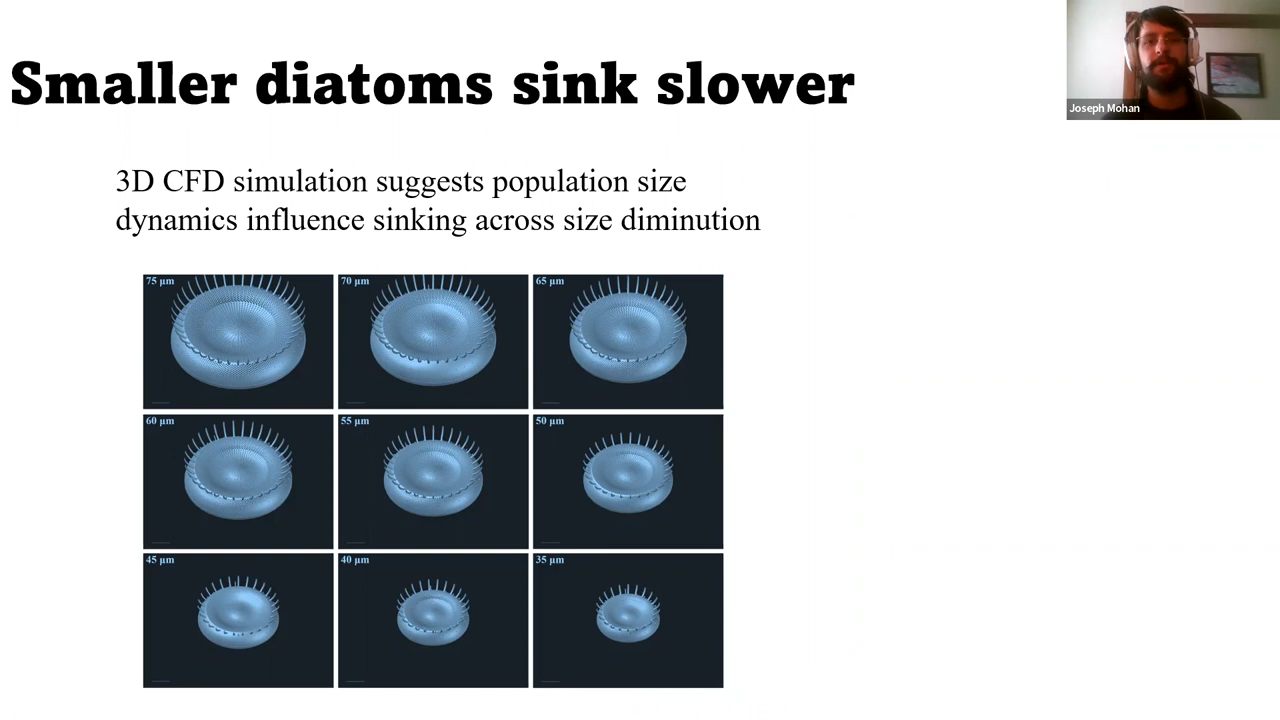 Smaller diatoms sink slower
Joseph Mohan
3D CFD simulation suggests population size
dynamics influence sinking across size diminution
75 µm
70 µm
65 µm
60 µm
55 µm
50 µm
45 µm
40 µm
35 µm